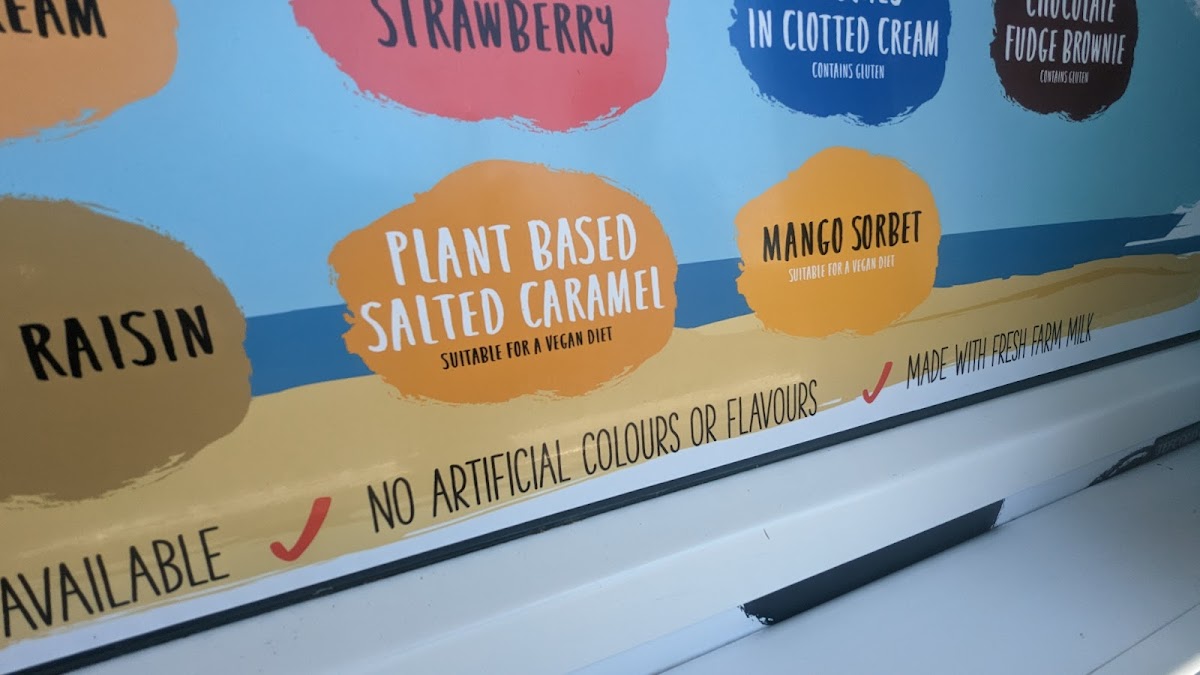 STRAWBERRY
IN CLOTTED CREAM
CONTAINS GLUTEN
CHOCOLATE
FUDGE BROWNIE
CONTAINS GLUTEN
RAISIN
PLANT BASED
SALTED CARAMEL
SUITABLE FOR A VEGAN DIET
MANGO SORBET
SUITABLE FOR A VEGAN DIET
AVAILABLE
NO ARTIFICIAL COLOURS OR FLAVOURS
MADE WITH FRESH FARM MILK